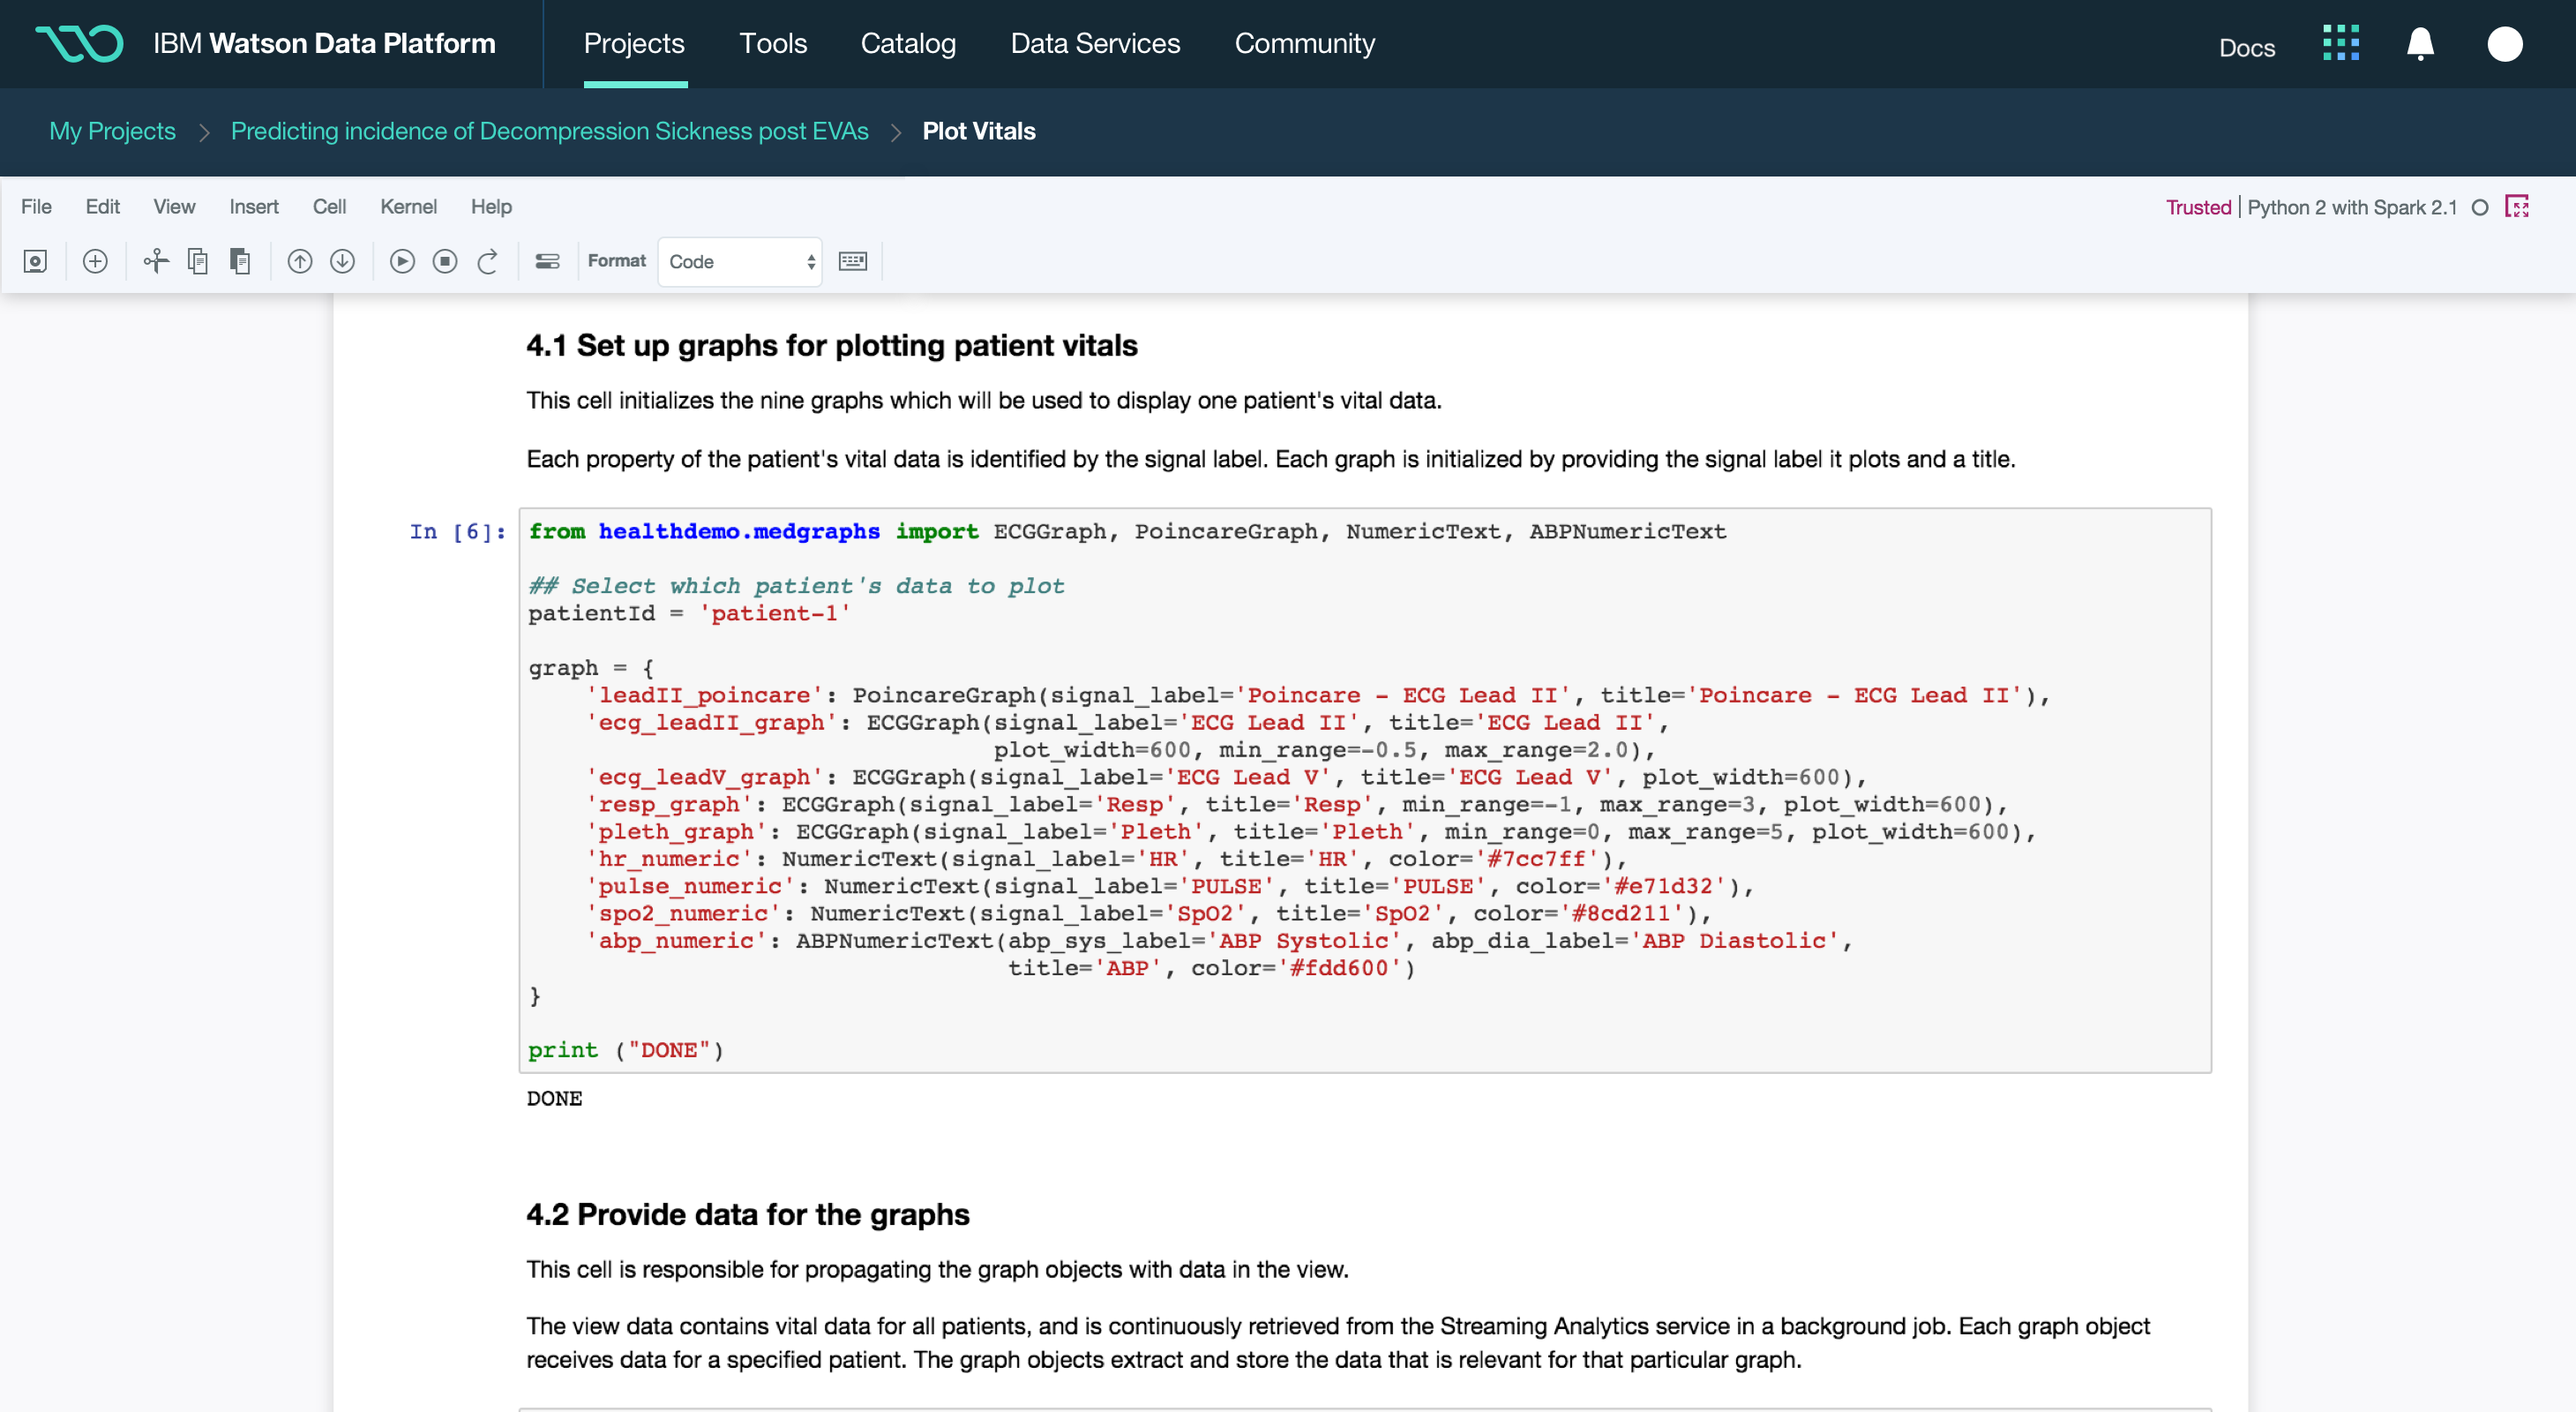 IBM Watson Data Platform
Projects
Tools
Catalog
Data Services
Community
Docs
My Projects > Predicting incidence of Decompression Sickness post EVAs > Plot Vitals
File Edit View Insert Cell Kernel Help
Trusted | Python 2 with Spark 2.1
Format Code
4.1 Set up graphs for plotting patient vitals
This cell initializes the nine graphs which will be used to display one patient's vital data.
Each property of the patient's vital data is identified by the signal label. Each graph is initialized by providing the signal label it plots and a title.
In [6]:
from healthdemo.medgraphs import ECGGraph, PoincareGraph, NumericText, ABPNumericText
## Select which patient's data to plot
patientId = 'patient-1'
graph = {
    'leadII_poincare': PoincareGraph(signal_label='Poincare - ECG Lead II', title='Poincare - ECG Lead II'),
    'ecg_leadII_graph': ECGGraph(signal_label='ECG Lead II', title='ECG Lead II',
                                 plot_width=600, min_range=-0.5, max_range=2.0),
    'ecg_leadV_graph': ECGGraph(signal_label='ECG Lead V', title='ECG Lead V', plot_width=600),
    'resp_graph': ECGGraph(signal_label='Resp', title='Resp', min_range=-1, max_range=3, plot_width=600),
    'pleth_graph': ECGGraph(signal_label='Pleth', title='Pleth', min_range=0, max_range=5, plot_width=600),
    'hr_numeric': NumericText(signal_label='HR', title='HR', color='#7cc7ff'),
    'pulse_numeric': NumericText(signal_label='PULSE', title='PULSE', color='#e71d32'),
    'spo2_numeric': NumericText(signal_label='SpO2', title='SpO2', color='#8cd211'),
    'abp_numeric': ABPNumericText(abp_sys_label='ABP Systolic', abp_dia_label='ABP Diastolic',
                                  title='ABP', color='#fdd600')
}
print ("DONE")
DONE
4.2 Provide data for the graphs
This cell is responsible for propagating the graph objects with data in the view.
The view data contains vital data for all patients, and is continuously retrieved from the Streaming Analytics service in a background job. Each graph object
receives data for a specified patient. The graph objects extract and store the data that is relevant for that particular graph.